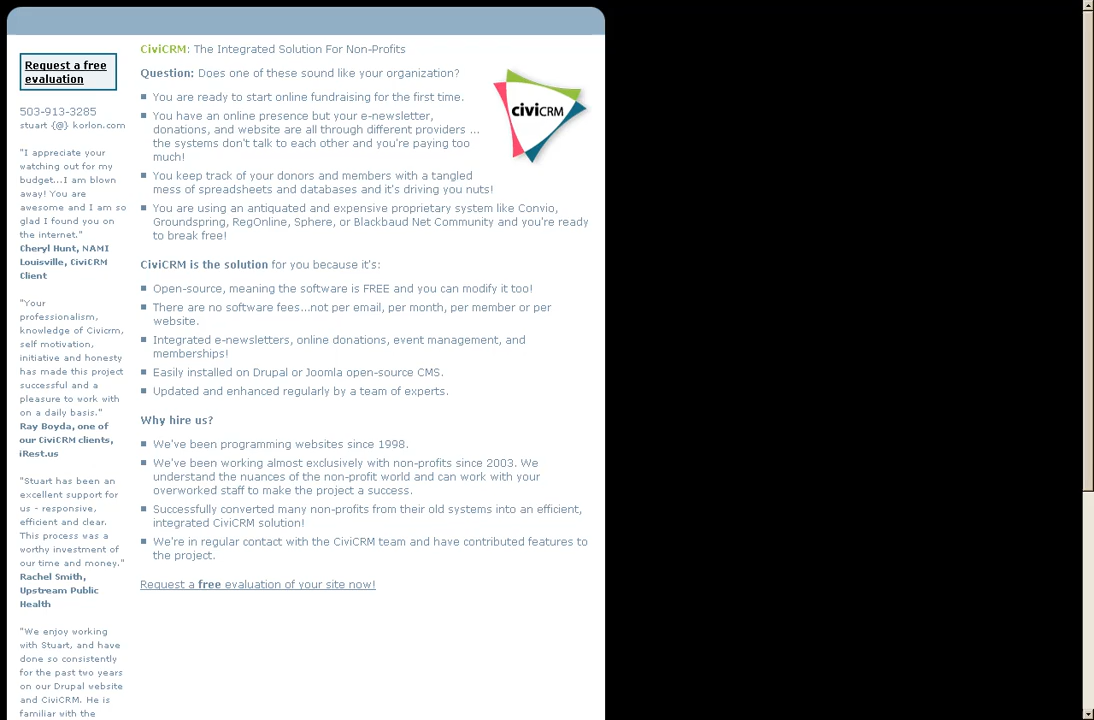 Request a free
evaluation
503-913-3285
stuart {@} korlon.com
"I appreciate your
watching out for my
budget...I am blown
away! You are
awesome and I am so
glad I found you on
the internet."
Cheryl Hunt, NAMI
Louisville, CiviCRM
Client
"Your
professionalism,
knowledge of Civicrm,
self motivation,
initiative and honesty
has made this project
successful and a
pleasure to work with
on a daily basis."
Ray Boyda, one of
our CiviCRM clients,
iRest.us
"Stuart has been an
excellent support for
us - responsive,
efficient and clear.
This process was a
worthy investment of
our time and money."
Rachel Smith,
Upstream Public
Health
"We enjoy working
with Stuart, and have
done so consistently
for the past two years
on our Drupal website
and CiviCRM. He is
familiar with the
CiviCRM: The Integrated Solution For Non-Profits
Question: Does one of these sound like your organization?
civiCRM
You are ready to start online fundraising for the first time.
You have an online presence but your e-newsletter,
donations, and website are all through different providers ...
the systems don't talk to each other and you're paying too
much!
You keep track of your donors and members with a tangled
mess of spreadsheets and databases and it's driving you nuts!
You are using an antiquated and expensive proprietary system like Convio,
Groundspring, RegOnline, Sphere, or Blackbaud Net Community and you're ready
to break free!
CiviCRM is the solution for you because it's:
Open-source, meaning the software is FREE and you can modify it too!
There are no software fees...not per email, per month, per member or per
website.
Integrated e-newsletters, online donations, event management, and
memberships!
Easily installed on Drupal or Joomla open-source CMS.
Updated and enhanced regularly by a team of experts.
Why hire us?
We've been programming websites since 1998.
We've been working almost exclusively with non-profits since 2003. We
understand the nuances of the non-profit world and can work with your
overworked staff to make the project a success.
Successfully converted many non-profits from their old systems into an efficient,
integrated CiviCRM solution!
We're in regular contact with the CiviCRM team and have contributed features to
the project.
Request a free evaluation of your site now!